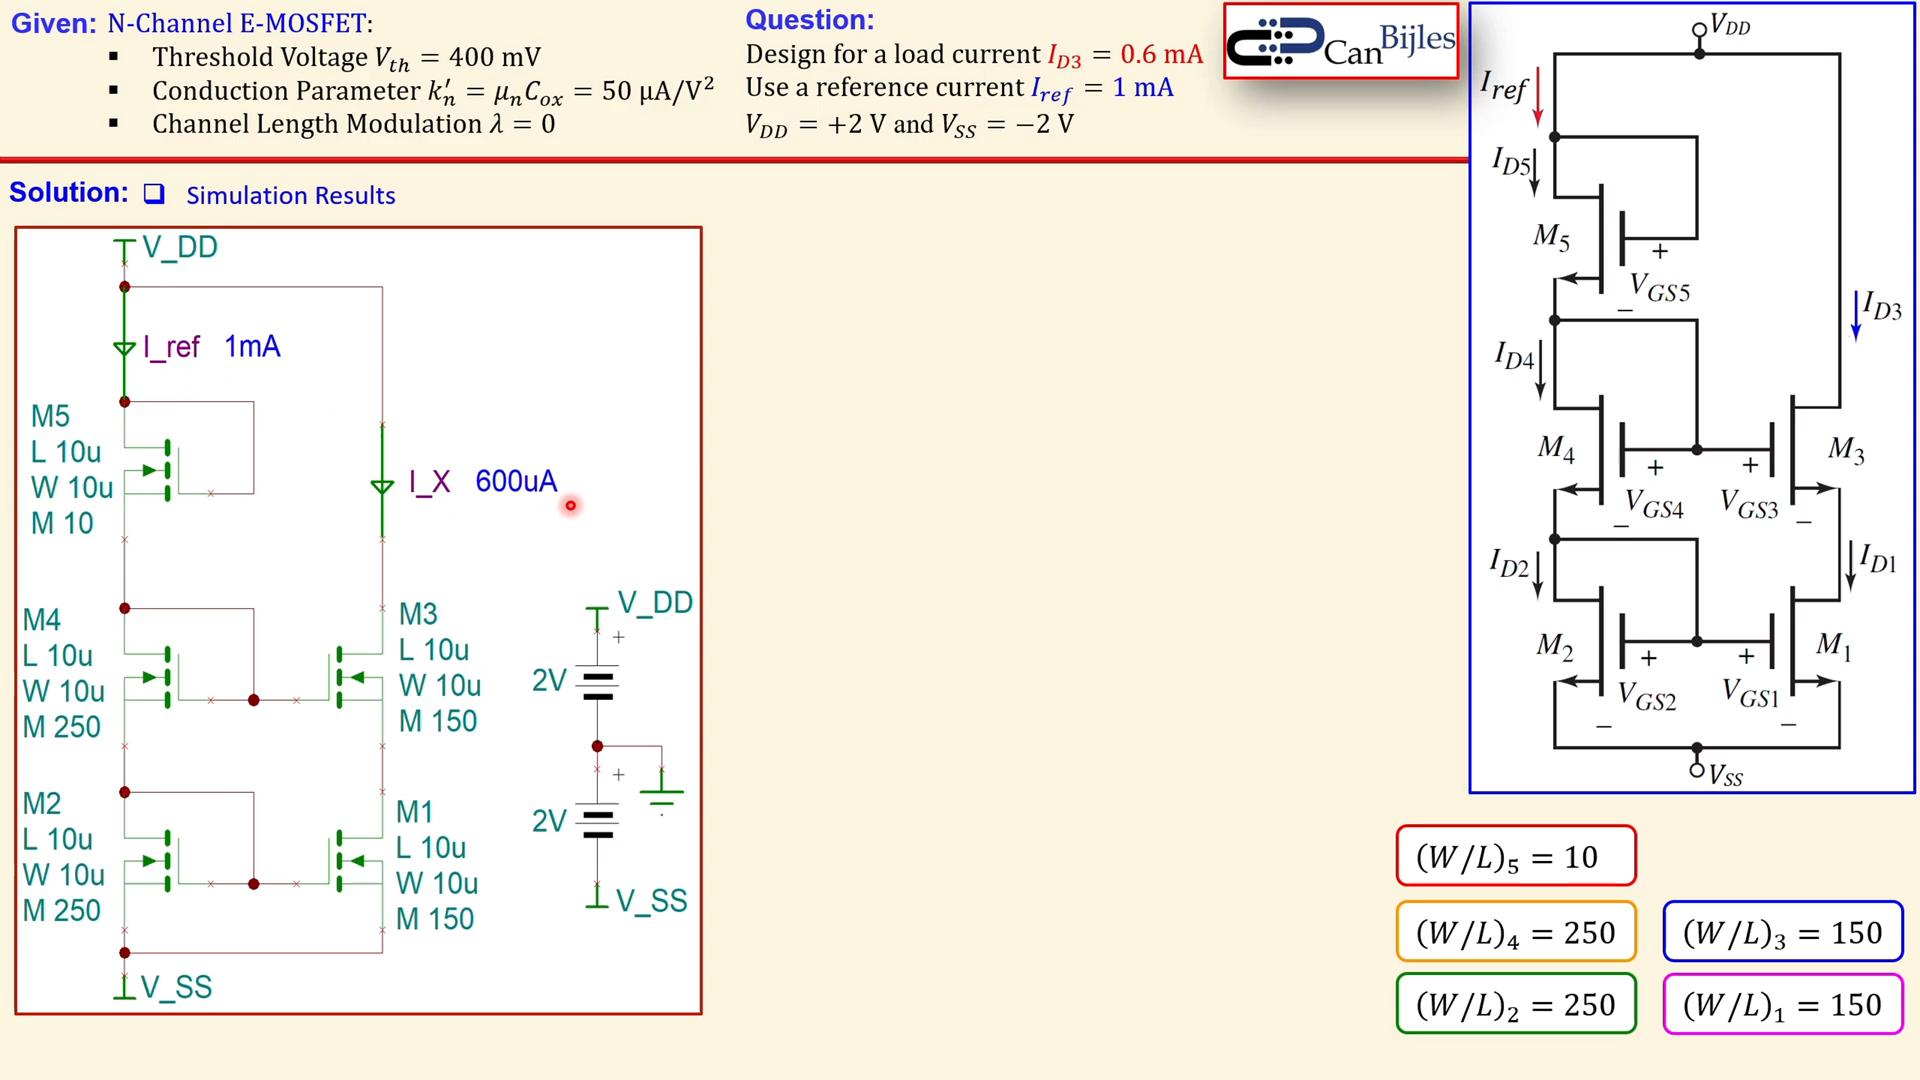 Given: N-Channel E-MOSFET:
▪ Threshold Voltage V_th = 400 mV
▪ Conduction Parameter k′_n = μ_nC_ox = 50 μA/V²
▪ Channel Length Modulation λ = 0
Question:
Design for a load current I_D3 = 0.6 mA
Use a reference current I_ref = 1 mA
V_DD = +2 V and V_SS = −2 V
Can Bijles
Solution: ❑ Simulation Results
V_DD
I_ref 1mA
M5
L 10u
W 10u
M 10
I_X 600uA
M4
L 10u
W 10u
M 250
M3
L 10u
W 10u
M 150
M2
L 10u
W 10u
M 250
M1
L 10u
W 10u
M 150
V_SS
V_DD
+
2V
+
2V
V_SS
V_DD
I_ref
I_D5
M_5
+
V_GS5
−
I_D3
I_D4
M_4
+
V_GS4
−
M_3
+
V_GS3
−
I_D2
I_D1
M_2
+
V_GS2
−
M_1
+
V_GS1
−
V_SS
(W/L)_5 = 10
(W/L)_4 = 250
(W/L)_3 = 150
(W/L)_2 = 250
(W/L)_1 = 150